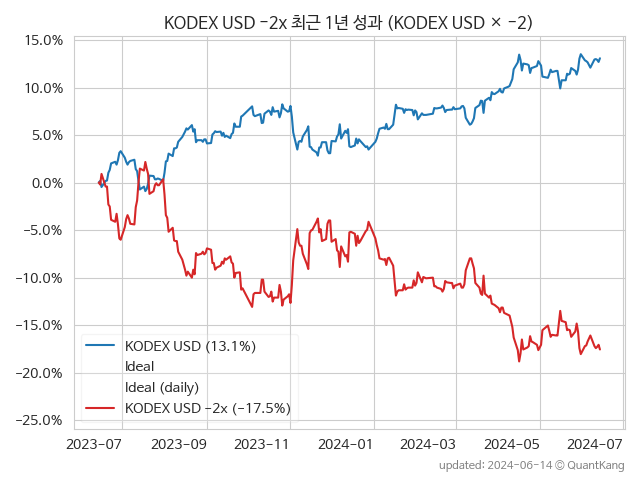 KODEX USD −2x 최근 1년 성과 (KODEX USD × −2)
15.0%
10.0%
5.0%
0.0%
−5.0%
−10.0%
−15.0%
−20.0%
−25.0%
KODEX USD (13.1%)
Ideal
Ideal (daily)
KODEX USD −2x (−17.5%)
2023-07 2023-09 2023-11 2024-01 2024-03 2024-05 2024-07
updated: 2024-06-14 © QuantKang